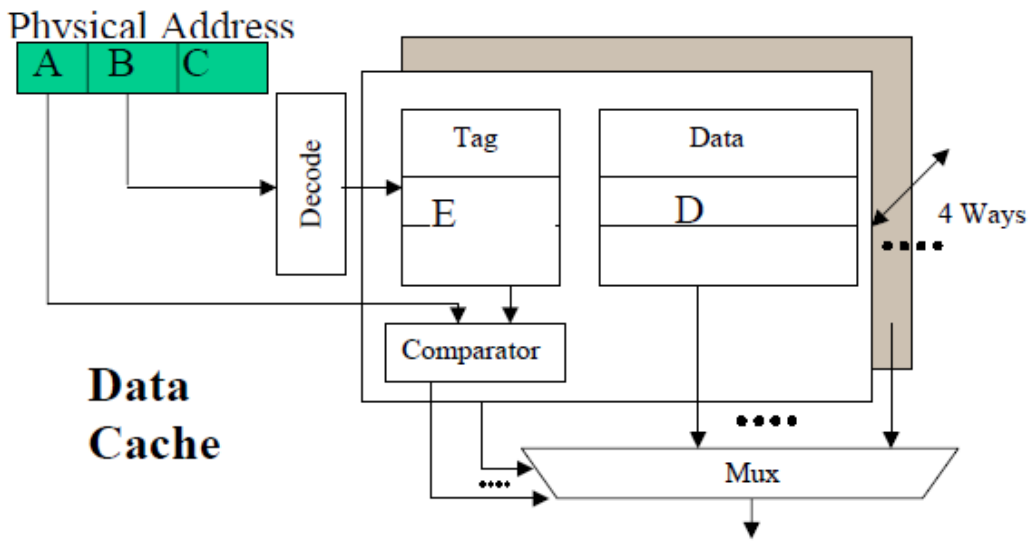 Physical Address
A B C
Decode
Tag
Data
E
D
4 Ways
Comparator
Data
Cache
Mux